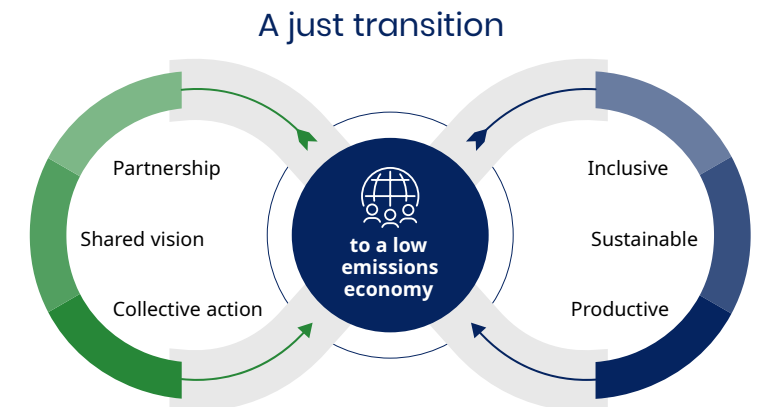 A just transition
Partnership
Shared vision
Collective action
to a low
emissions
economy
Inclusive
Sustainable
Productive